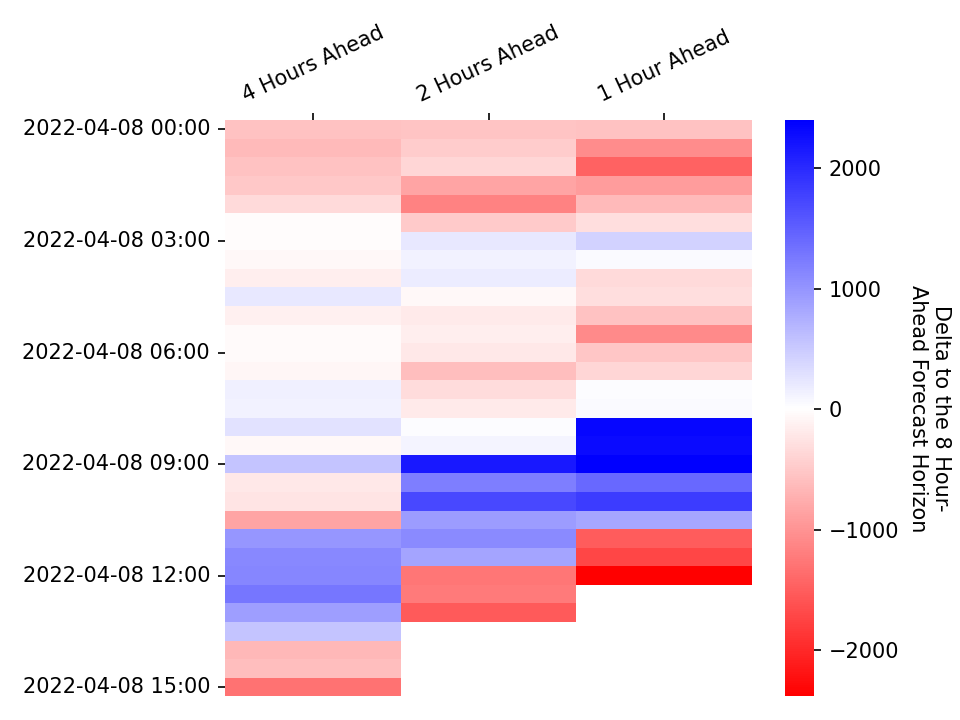 4 Hours Ahead
2 Hours Ahead
1 Hour Ahead
2022-04-08 00:00
2022-04-08 03:00
2022-04-08 06:00
2022-04-08 09:00
2022-04-08 12:00
2022-04-08 15:00
2000
1000
0
−1000
−2000
Delta to the 8 Hour-
Ahead Forecast Horizon